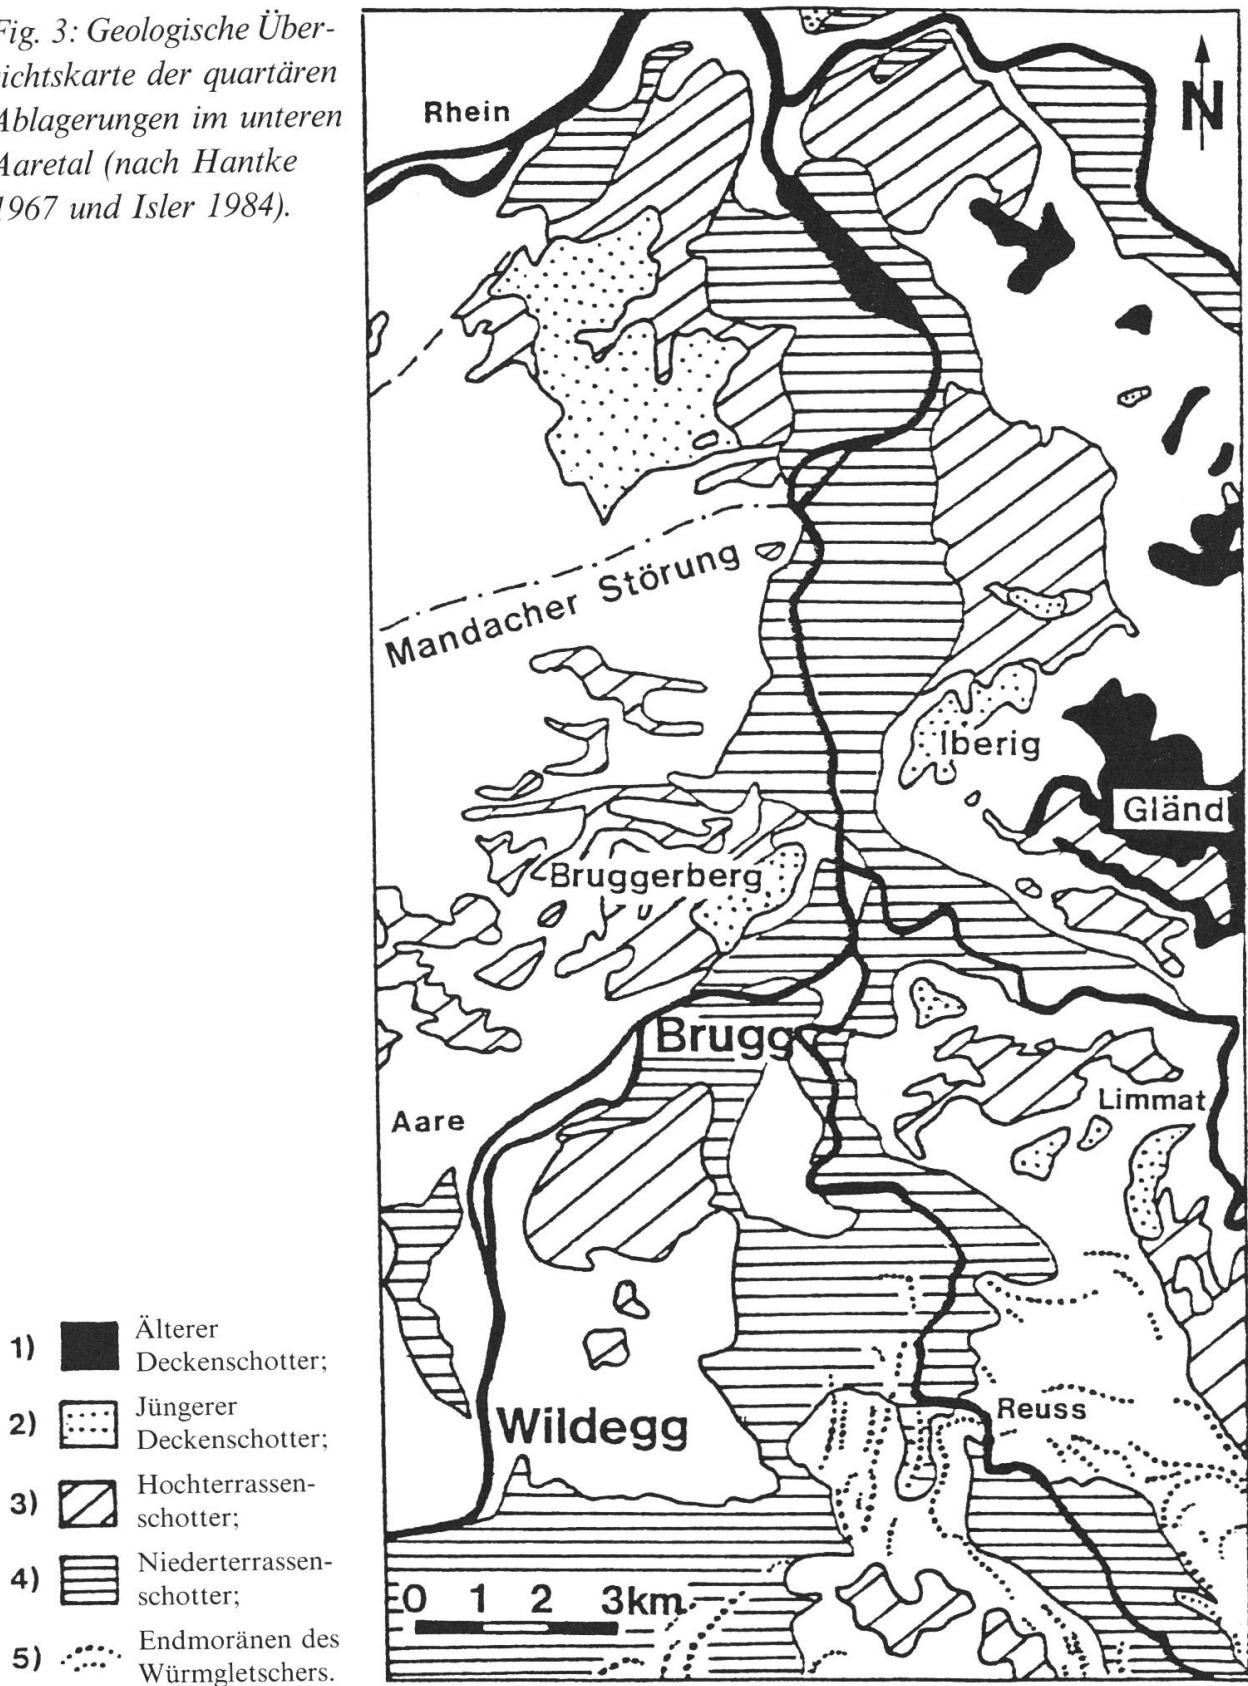 Fig. 3: Geologische Über-
sichtskarte der quartären
Ablagerungen im unteren
Aaretal (nach Hantke
1967 und Isler 1984).
N
Rhein
Mandacher Störung
Iberig
Gländ
Bruggerberg
Brugg
Limmat
Aare
Reuss
Wildegg
0 1 2 3km
1) Älterer
Deckenschotter;
2) Jüngerer
Deckenschotter;
3) Hochterrassen-
schotter;
4) Niederterrassen-
schotter;
5) Endmoränen des
Würmgletschers.